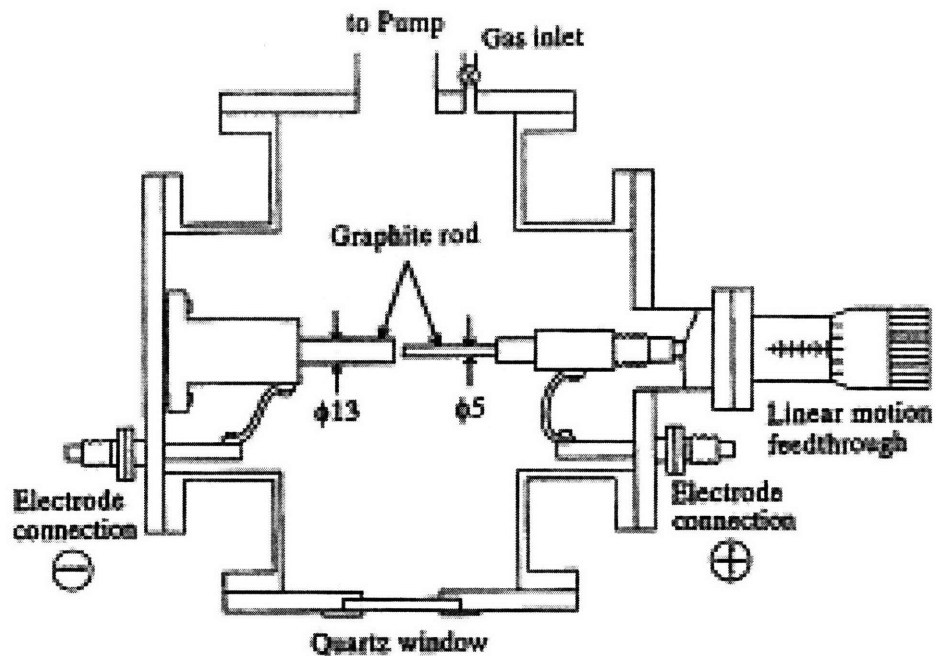 to Pump
Gas inlet
Graphite rod
ϕ13
ϕ5
Linear motion
feedthrough
Electrode
connection
−
Electrode
connection
+
Quartz window